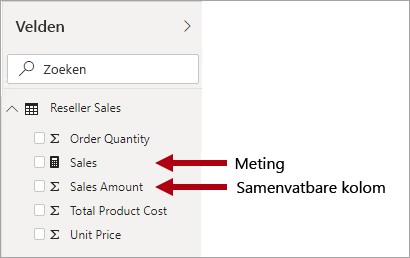 Velden
Zoeken
Reseller Sales
Σ Order Quantity
Sales
Meting
Σ Sales Amount
Samenvatbare kolom
Σ Total Product Cost
Σ Unit Price